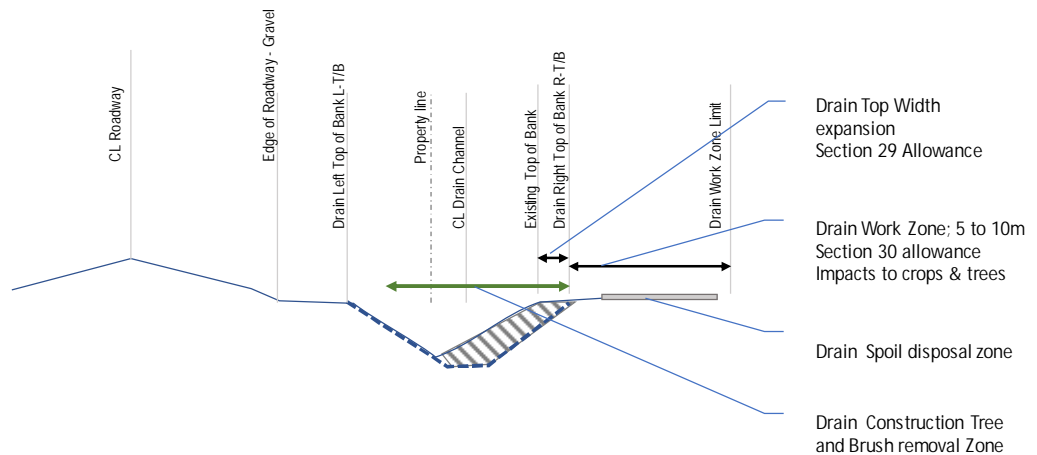 CL Roadway
Edge of Roadway - Gravel
Drain Left Top of Bank L-T/B
Property line
CL Drain Channel
Existing Top of Bank
Drain Right Top of Bank R-T/B
Drain Work Zone Limit
Drain Top Width
expansion
Section 29 Allowance
Drain Work Zone; 5 to 10m
Section 30 allowance
Impacts to crops & trees
Drain Spoil disposal zone
Drain Construction Tree
and Brush removal Zone